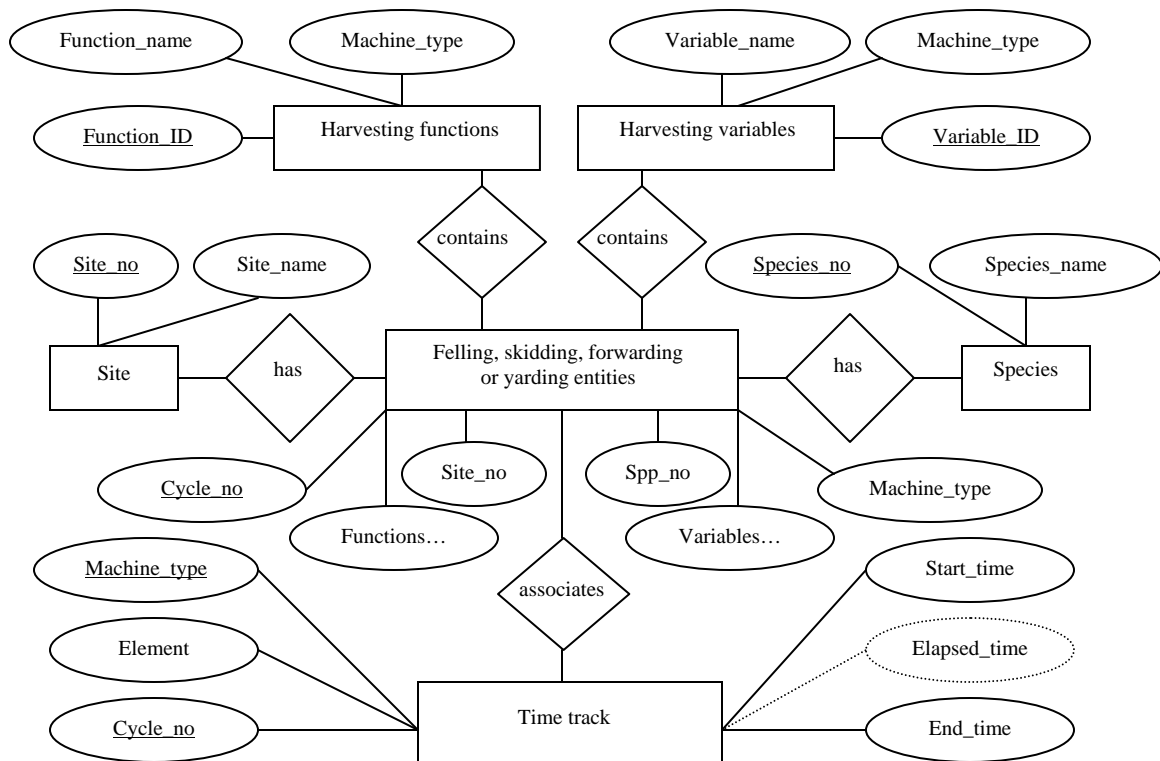 Function_name
Machine_type
Variable_name
Machine_type
Function_ID
Harvesting functions
Harvesting variables
Variable_ID
contains
contains
Site_no
Site_name
Species_no
Species_name
Site
has
Felling, skidding, forwarding
or yarding entities
has
Species
Cycle_no
Site_no
Spp_no
Machine_type
Functions…
Variables…
Machine_type
associates
Start_time
Element
Elapsed_time
Cycle_no
Time track
End_time